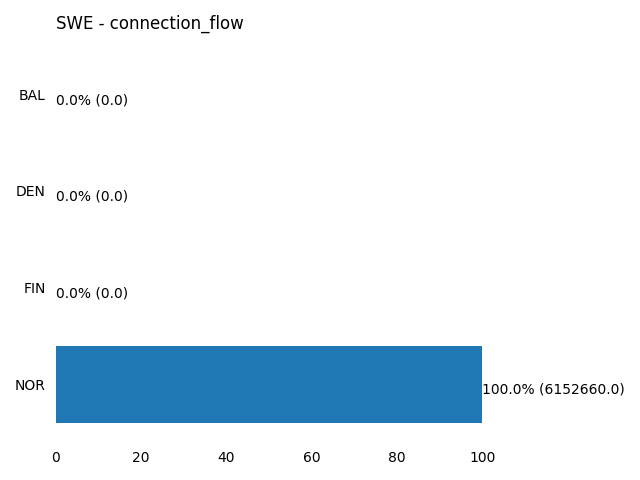 SWE - connection_flow
BAL 0.0% (0.0)
DEN 0.0% (0.0)
FIN 0.0% (0.0)
NOR 100.0% (6152660.0)
0 20 40 60 80 100